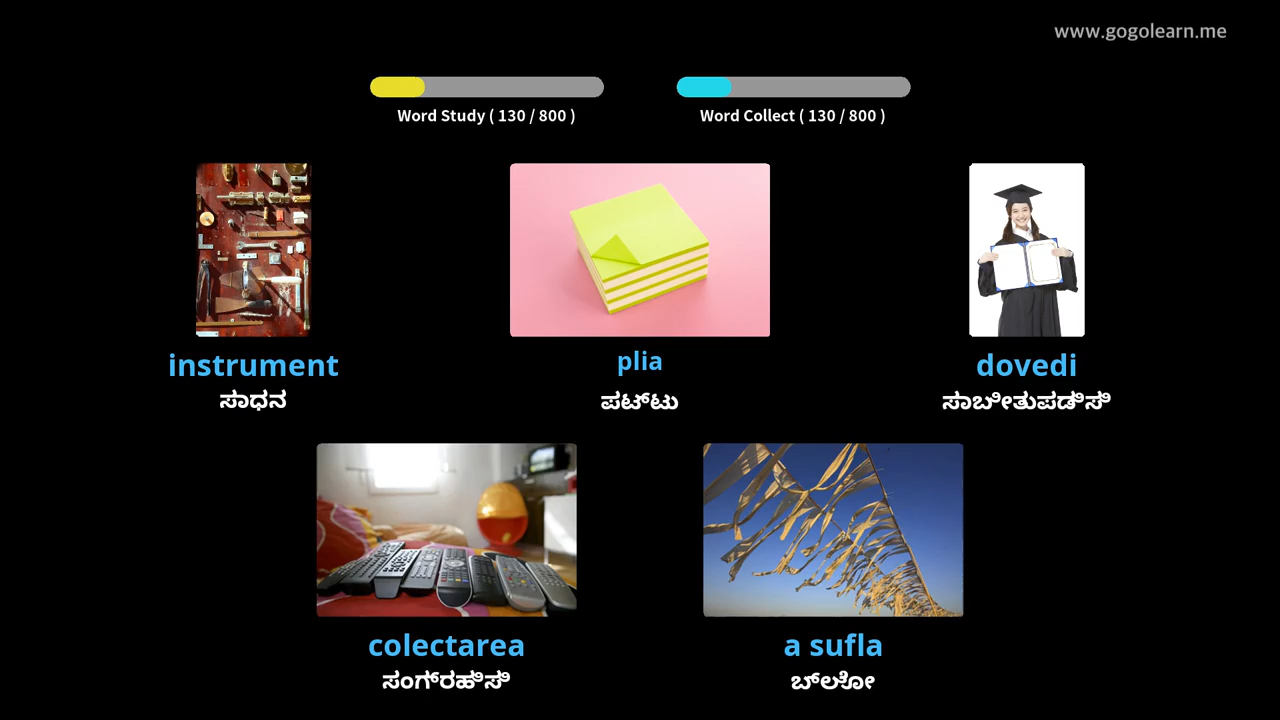 www.gogolearn.me
Word Study ( 130 / 800 )
Word Collect ( 130 / 800 )
instrument
ಸಾಧನ
plia
ಪಟ್ಟು
dovedi
ಸಾಬೀತುಪಡಿಸಿ
colectarea
ಸಂಗ್ರಹಿಸಿ
a sufla
ಬ್ಲೋ